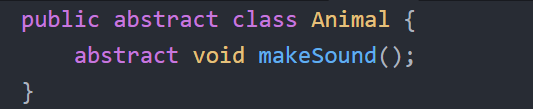 public abstract class Animal {
    abstract void makeSound();
}